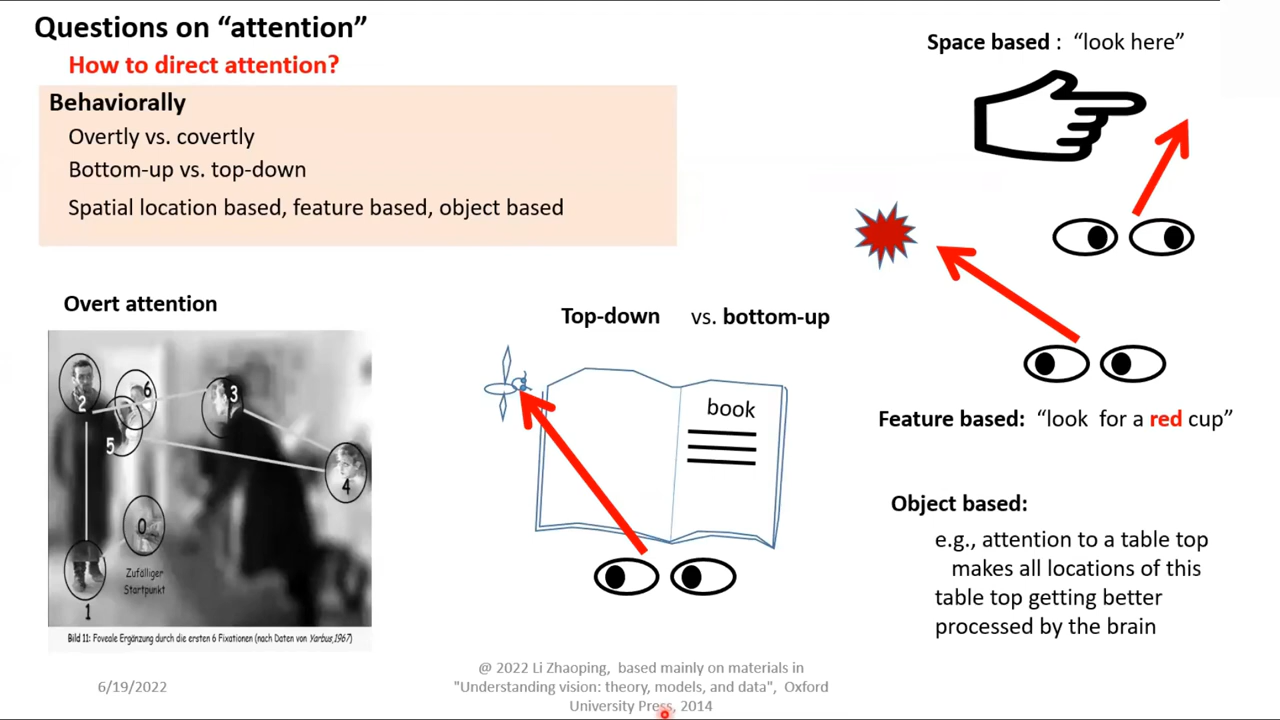 Questions on “attention”
How to direct attention?
Behaviorally
Overtly vs. covertly
Bottom-up vs. top-down
Spatial location based, feature based, object based
Space based : “look here”
Overt attention
2
6
3
5
4
0
Zufälliger
Startpunkt
1
Bild 11: Foveale Ergänzung durch die ersten 6 Fixationen (nach Daten von Yarbus,1967)
Top-down vs. bottom-up
book
Feature based: “look for a red cup”
Object based:
e.g., attention to a table top
makes all locations of this
table top getting better
processed by the brain
6/19/2022
@ 2022 Li Zhaoping, based mainly on materials in
"Understanding vision: theory, models, and data", Oxford
University Press, 2014